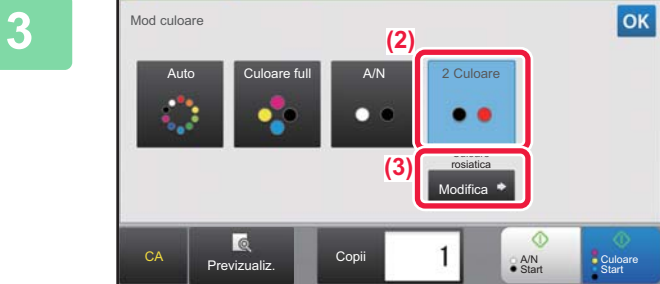 3
Mod culoare
OK
(2)
Auto
Culoare full
A/N
2 Culoare
(3)
rosiatica
Modifica
CA
Previzualiz.
Copii
1
A/N
Start
Culoare
Start